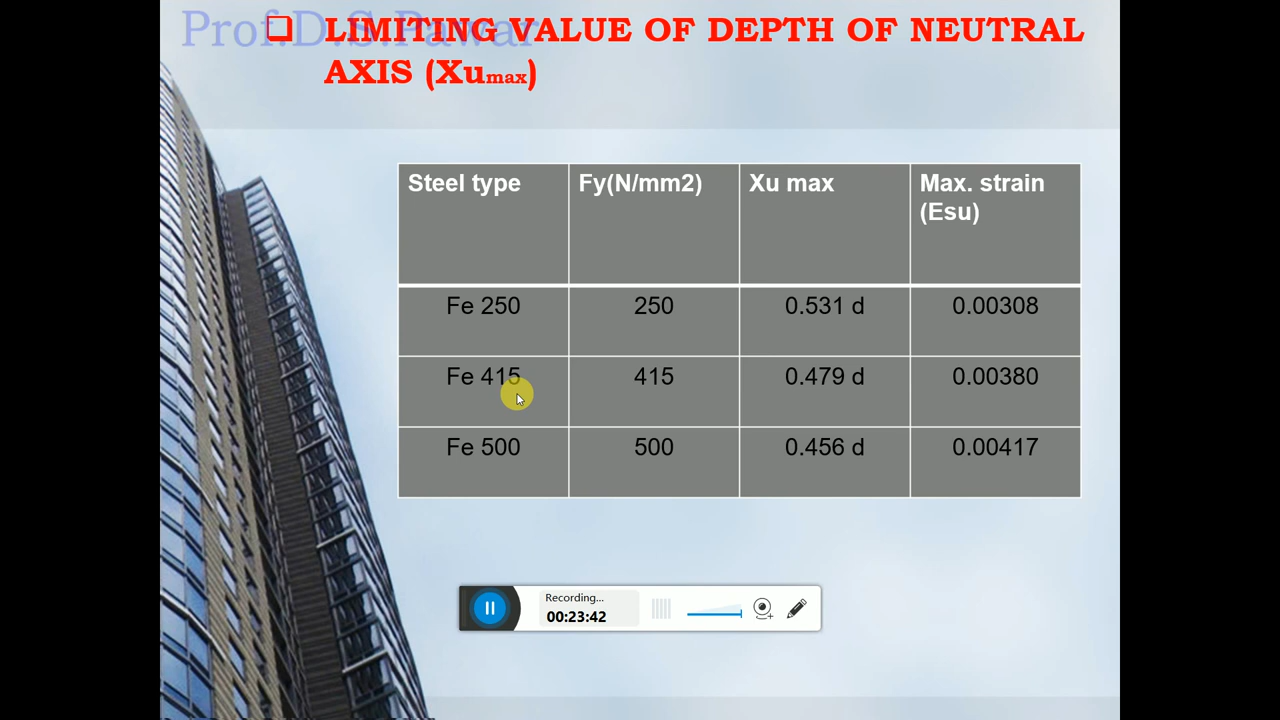 Prof.D.S.Pawar
❑ LIMITING VALUE OF DEPTH OF NEUTRAL
AXIS (Xumax)
Steel type Fy(N/mm2) Xu max Max. strain
(Esu)
Fe 250 250 0.531 d 0.00308
Fe 415 415 0.479 d 0.00380
Fe 500 500 0.456 d 0.00417
Recording...
00:23:42